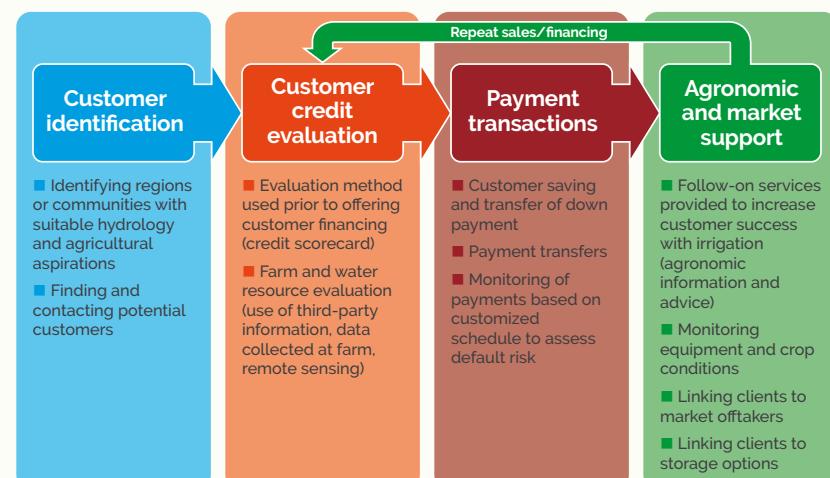 Repeat sales/financing
Customer
identification
■ Identifying regions
or communities with
suitable hydrology
and agricultural
aspirations
■ Finding and
contacting potential
customers
Customer
credit
evaluation
■ Evaluation method
used prior to offering
customer financing
(credit scorecard)
■ Farm and water
resource evaluation
(use of third-party
information, data
collected at farm,
remote sensing)
Payment
transactions
■ Customer saving
and transfer of down
payment
■ Payment transfers
■ Monitoring of
payments based on
customized
schedule to assess
default risk
Agronomic
and market
support
■ Follow-on services
provided to increase
customer success
with irrigation
(agronomic
information and
advice)
■ Monitoring
equipment and crop
conditions
■ Linking clients to
market offtakers
■ Linking clients to
storage options